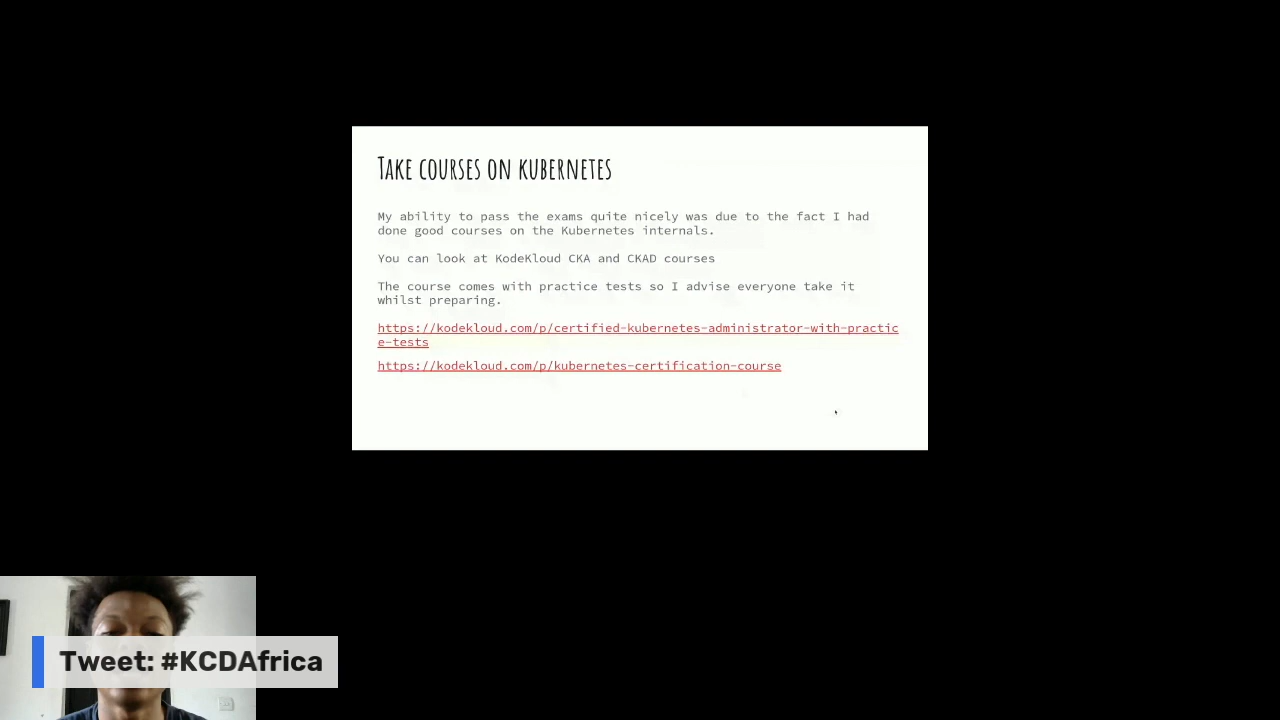 Take courses on Kubernetes
My ability to pass the exams quite nicely was due to the fact I had
done good courses on the Kubernetes internals.
You can look at KodeKloud CKA and CKAD courses
The course comes with practice tests so I advise everyone take it
whilst preparing.
https://kodekloud.com/p/certified-kubernetes-administrator-with-practic
e-tests
https://kodekloud.com/p/kubernetes-certification-course
Tweet: #KCDAfrica